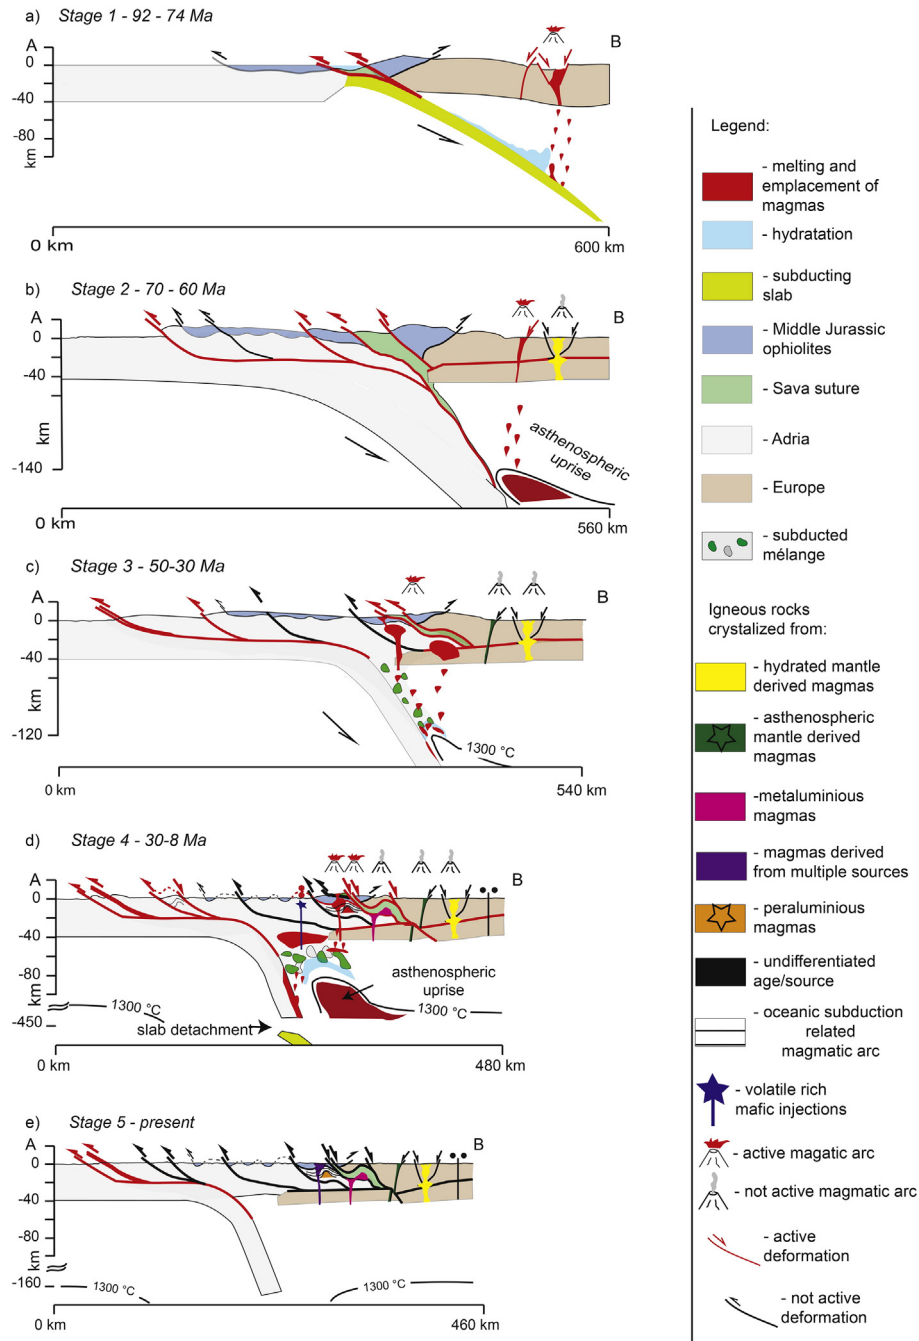 a) Stage 1 - 92 - 74 Ma
A
B
0
-40
-80
km
0 km
600 km
b) Stage 2 - 70 - 60 Ma
A
B
0
-40
km
-140
asthenospheric
uprise
0 km
560 km
c) Stage 3 - 50-30 Ma
A
B
0
-40
km
-120
1300 °C
0 km
540 km
d) Stage 4 - 30-8 Ma
A
B
0
-40
-80
km
-450
1300 °C
asthenospheric
uprise
1300 °C
slab detachment
0 km
480 km
e) Stage 5 - present
A
B
0
-40
-80
km
-160
1300 °C
1300 °C
0 km
460 km
Legend:
- melting and
emplacement of
magmas
- hydratation
- subducting
slab
- Middle Jurassic
ophiolites
- Sava suture
- Adria
- Europe
- subducted
mélange
Igneous rocks
crystalized from:
- hydrated mantle
derived magmas
- asthenospheric
mantle derived
magmas
-metaluminious
magmas
- magmas derived
from multiple sources
- peraluminious
magmas
- undifferentiated
age/source
- oceanic subduction
related
magmatic arc
- volatile rich
mafic injections
- active magatic arc
- not active magmatic arc
- active
deformation
- not active
deformation